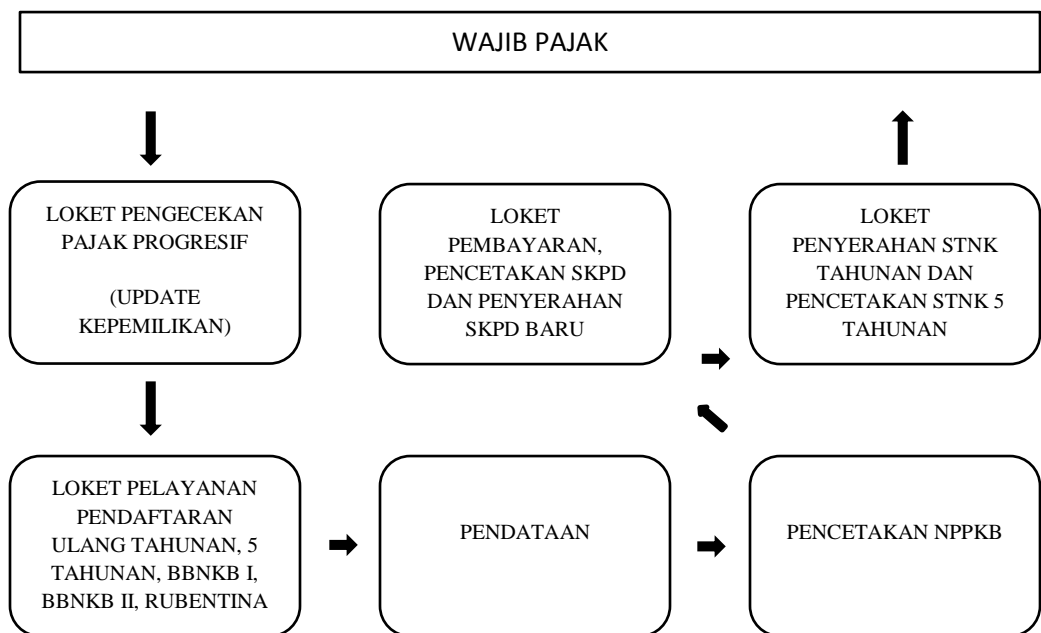 WAJIB PAJAK
LOKET PENGECEKAN
PAJAK PROGRESIF
(UPDATE
KEPEMILIKAN)
LOKET
PEMBAYARAN,
PENCETAKAN SKPD
DAN PENYERAHAN
SKPD BARU
LOKET
PENYERAHAN STNK
TAHUNAN DAN
PENCETAKAN STNK 5
TAHUNAN
LOKET PELAYANAN
PENDAFTARAN
ULANG TAHUNAN, 5
TAHUNAN, BBNKB I,
BBNKB II, RUBENTINA
PENDATAAN
PENCETAKAN NPPKB